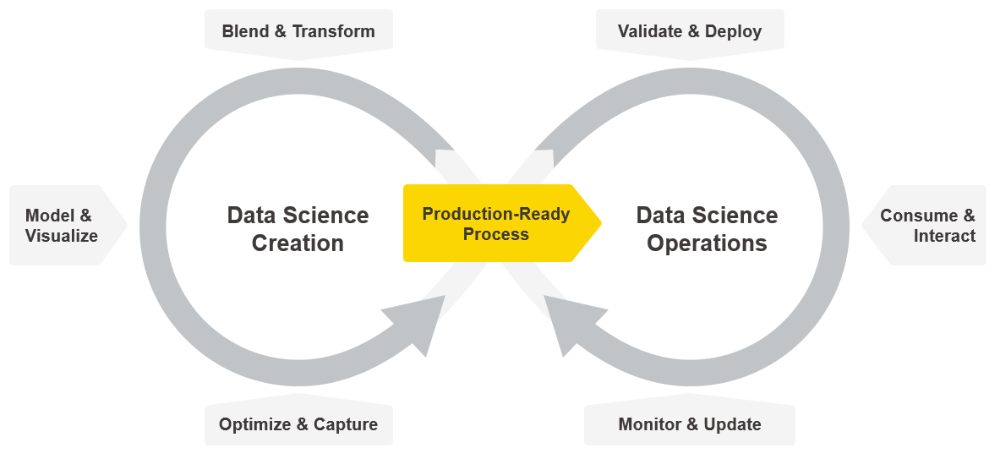 Blend & Transform
Validate & Deploy
Model &
Visualize
Data Science
Creation
Production-Ready
Process
Data Science
Operations
Consume &
Interact
Optimize & Capture
Monitor & Update